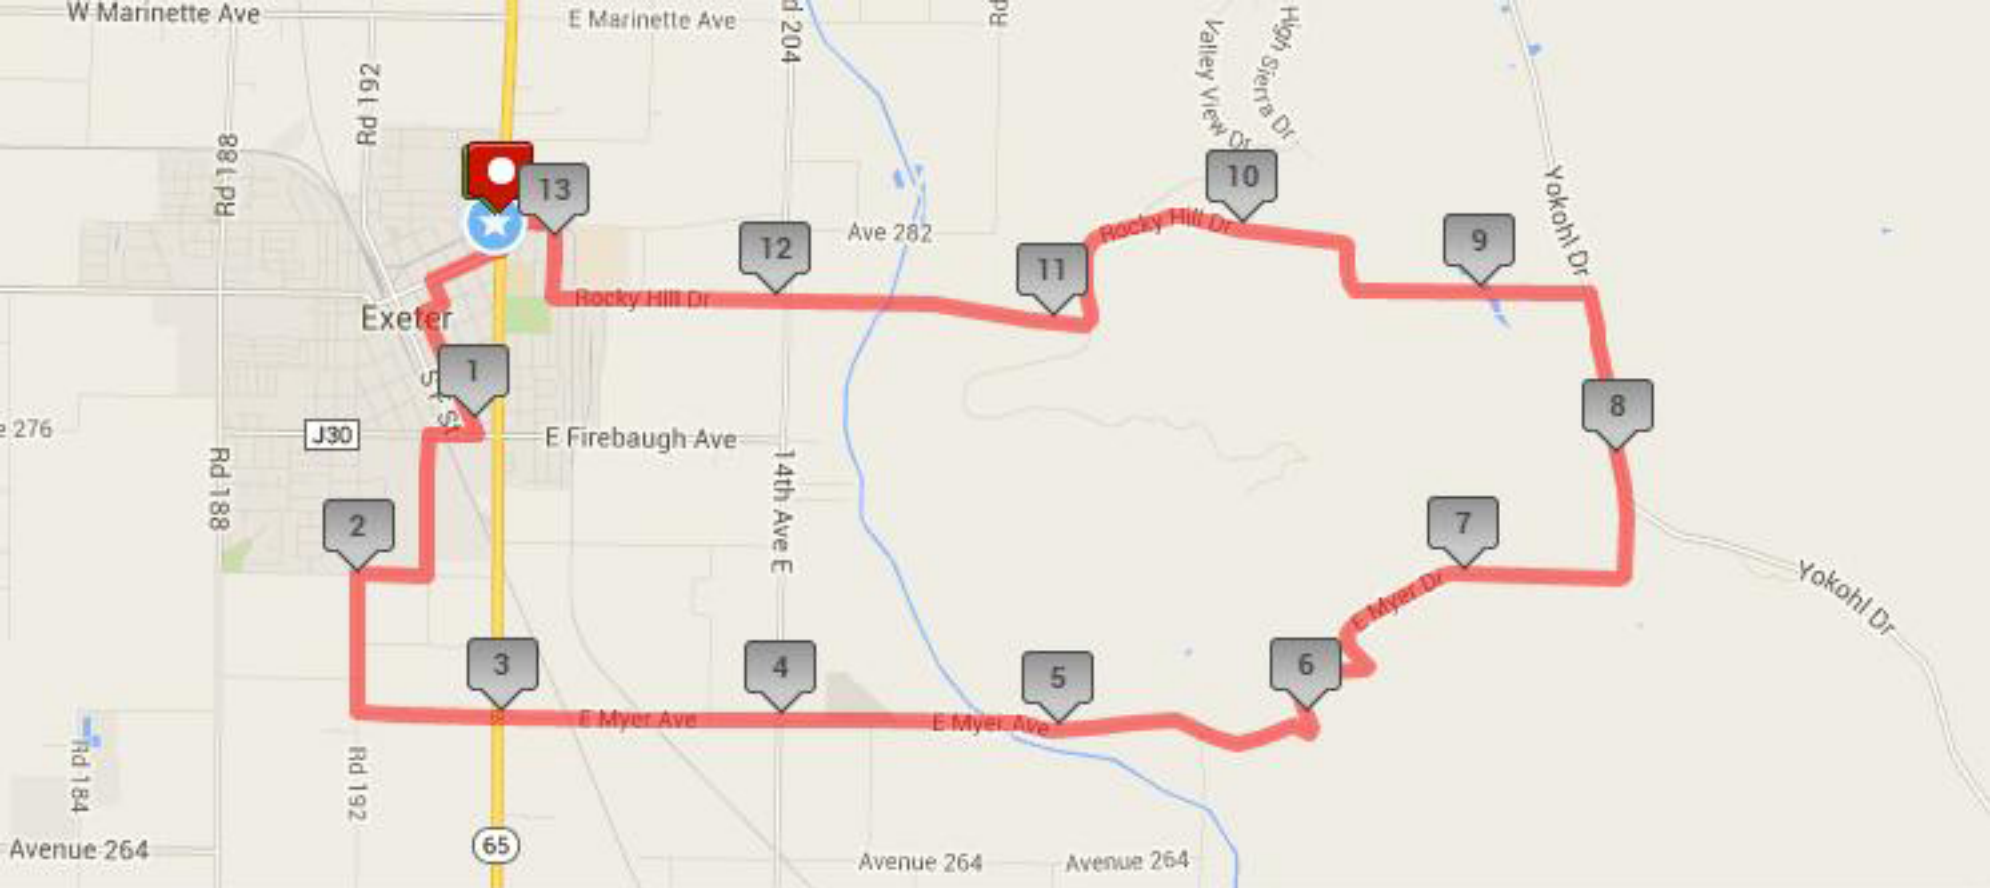 W Marinette Ave
E Marinette Ave
d 204
Rd
Valley View Dr
High Sierra Dr
Rd 192
Rd 188
Yokohl Dr
13
10
12
Ave 282
Rocky Hill Dr
9
11
Rocky Hill Dr
Exeter
1
8
e 276
J30
E Firebaugh Ave
Rd 188
14th Ave E
2
7
Yokohl Dr
E Myer Dr
3
4
5
6
E Myer Ave
E Myer Ave
Rd 184
Rd 192
65
Avenue 264
Avenue 264
Avenue 264